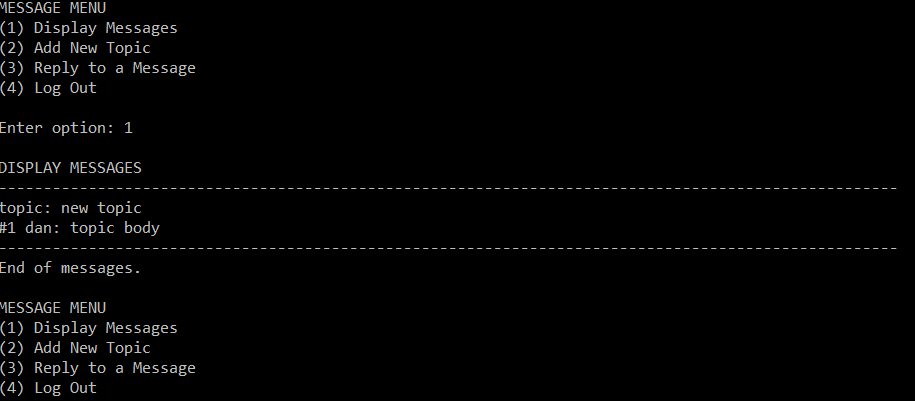 MESSAGE MENU
(1) Display Messages
(2) Add New Topic
(3) Reply to a Message
(4) Log Out
Enter option: 1
DISPLAY MESSAGES
----------------------------------------------------------------------------------------------------
topic: new topic
#1 dan: topic body
----------------------------------------------------------------------------------------------------
End of messages.
MESSAGE MENU
(1) Display Messages
(2) Add New Topic
(3) Reply to a Message
(4) Log Out